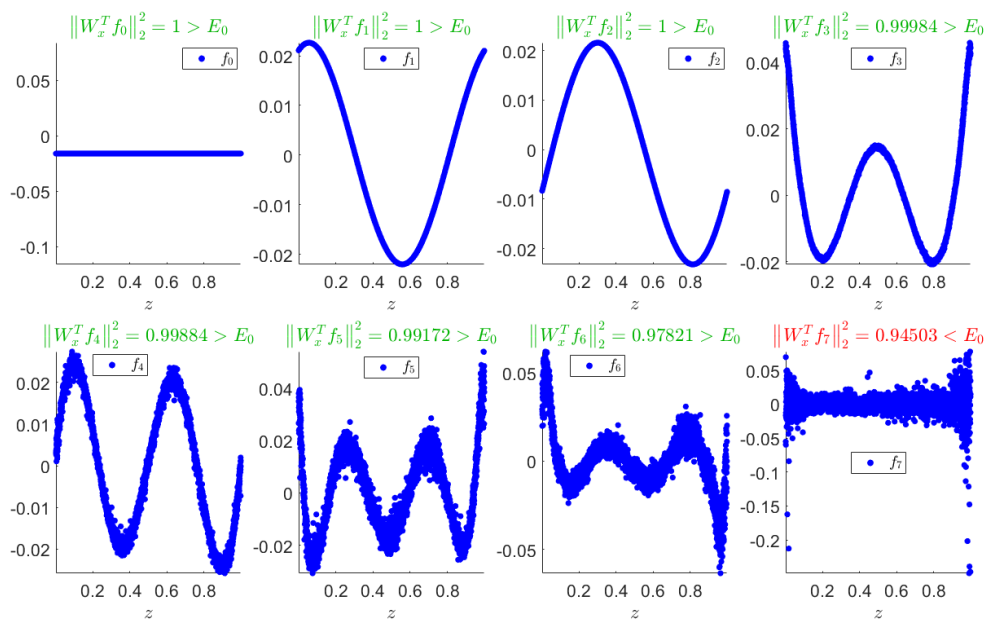 ‖W_x^T f_0‖_2^2 = 1 > E_0
‖W_x^T f_1‖_2^2 = 1 > E_0
‖W_x^T f_2‖_2^2 = 1 > E_0
‖W_x^T f_3‖_2^2 = 0.99984 > E_0
f_0
f_1
f_2
f_3
0.05
0
-0.05
-0.1
0.02
0.01
0
-0.01
-0.02
0.02
0.01
0
-0.01
-0.02
0.04
0.02
0
-0.02
0.2 0.4 0.6 0.8
0.2 0.4 0.6 0.8
0.2 0.4 0.6 0.8
0.2 0.4 0.6 0.8
z
z
z
z
‖W_x^T f_4‖_2^2 = 0.99884 > E_0
‖W_x^T f_5‖_2^2 = 0.99172 > E_0
‖W_x^T f_6‖_2^2 = 0.97821 > E_0
‖W_x^T f_7‖_2^2 = 0.94503 < E_0
f_4
f_5
f_6
f_7
0.02
0.01
0
-0.01
-0.02
0.04
0.02
0
-0.02
0.05
0
-0.05
0.05
0
-0.05
-0.1
-0.15
-0.2
0.2 0.4 0.6 0.8
0.2 0.4 0.6 0.8
0.2 0.4 0.6 0.8
0.2 0.4 0.6 0.8
z
z
z
z